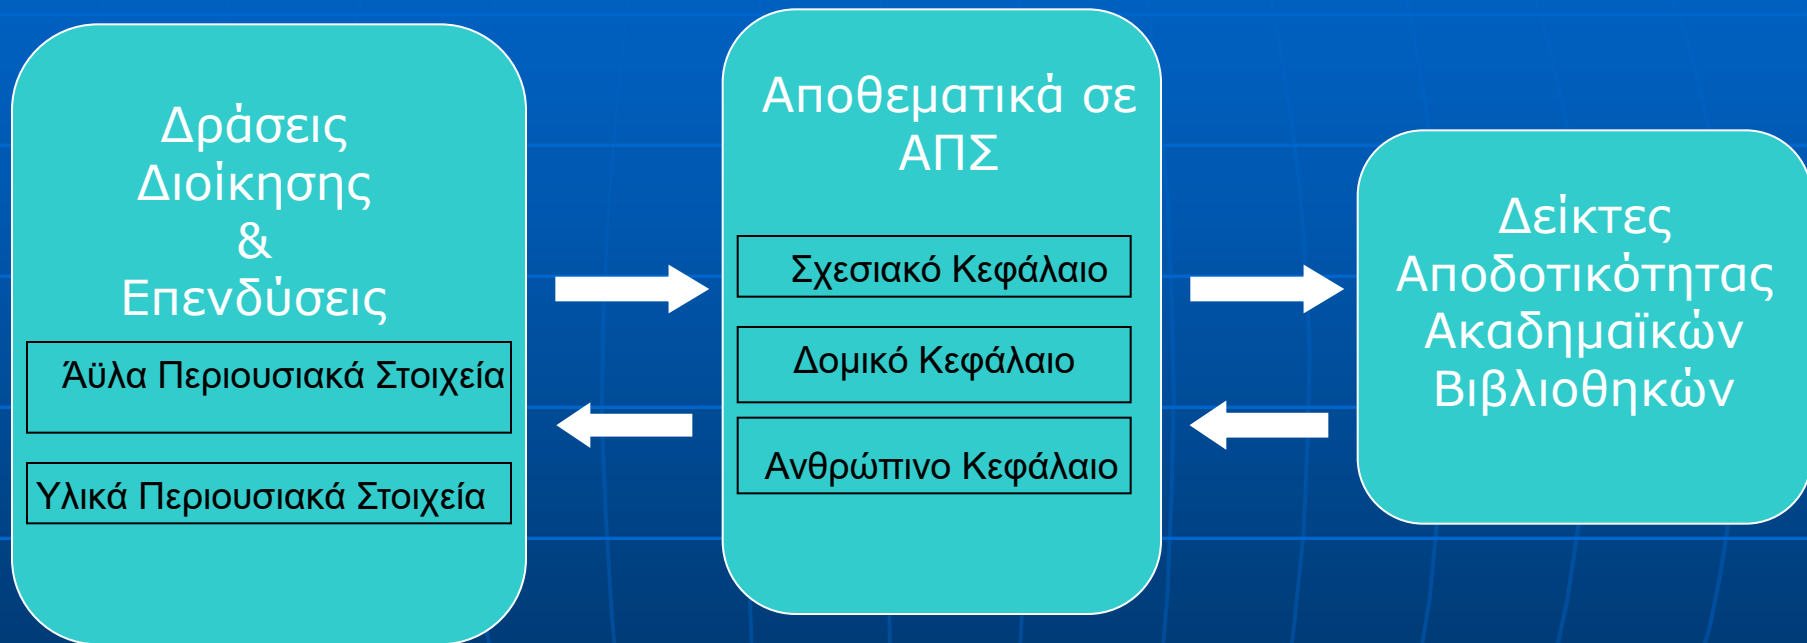 Δράσεις
Διοίκησης
&
Επενδύσεις
Άϋλα Περιουσιακά Στοιχεία
Υλικά Περιουσιακά Στοιχεία
Αποθεματικά σε
ΑΠΣ
Σχεσιακό Κεφάλαιο
Δομικό Κεφάλαιο
Ανθρώπινο Κεφάλαιο
Δείκτες
Αποδοτικότητας
Ακαδημαϊκών
Βιβλιοθηκών